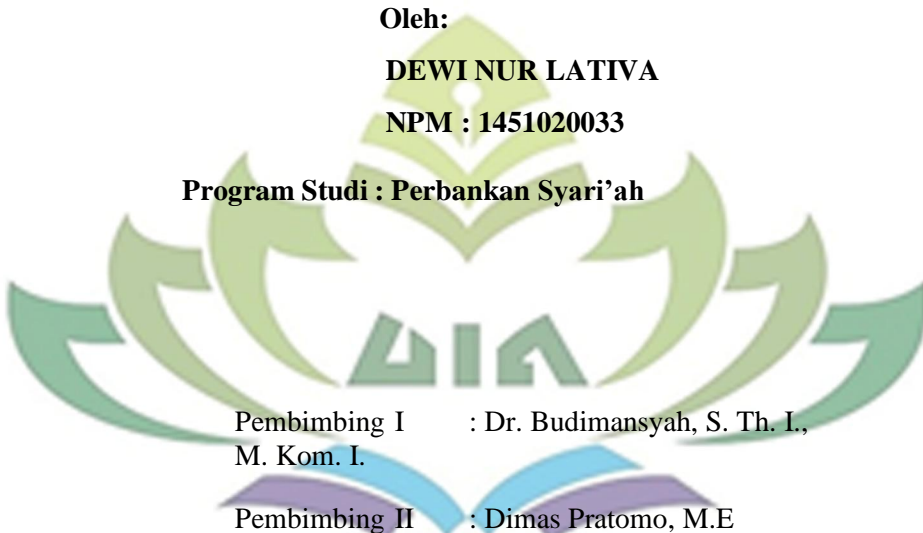 Oleh:
DEWI NUR LATIVA
NPM : 1451020033
Program Studi : Perbankan Syari’ah
UIN
Pembimbing I : Dr. Budimansyah, S. Th. I.,
M. Kom. I.
Pembimbing II : Dimas Pratomo, M.E